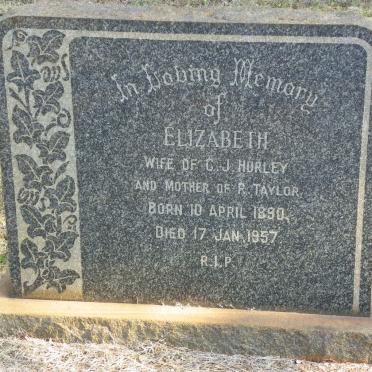 In Loving Memory
of
ELIZABETH
WIFE OF C.J. HURLEY
AND MOTHER OF R. TAYLOR
BORN 10 APRIL 1890,
DIED 17 JAN. 1957
R.I.P.